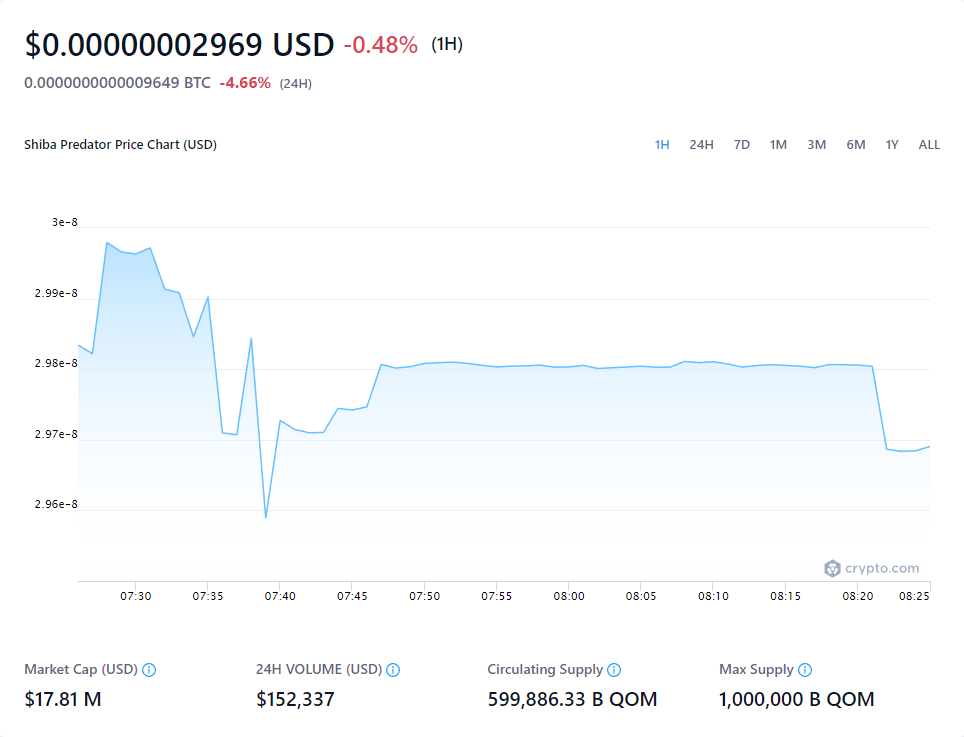 $0.00000002969 USD -0.48% (1H)
0.0000000000009649 BTC -4.66% (24H)
Shiba Predator Price Chart (USD) 1H 24H 7D 1M 3M 6M 1Y ALL
3e-8
2.99e-8
2.98e-8
2.97e-8
2.96e-8
crypto.com
07:30 07:35 07:40 07:45 07:50 07:55 08:00 08:05 08:10 08:15 08:20 08:25
Market Cap (USD) 24H VOLUME (USD) Circulating Supply Max Supply
$17.81 M $152,337 599,886.33 B QOM 1,000,000 B QOM